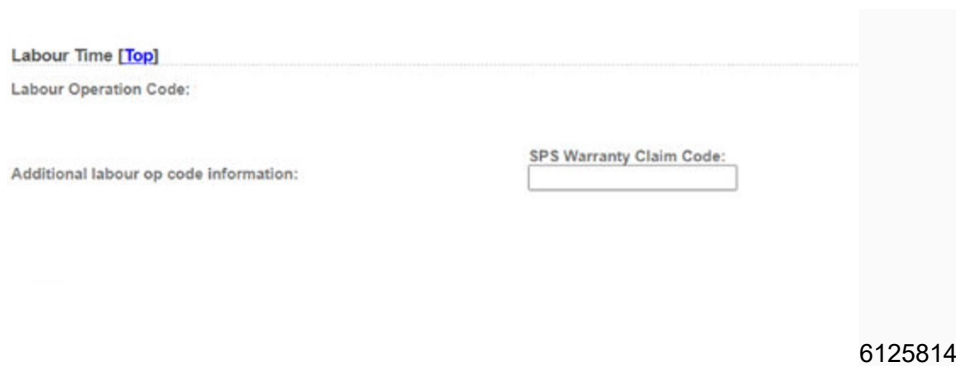 Labour Time [Top]
Labour Operation Code:
SPS Warranty Claim Code:
Additional labour op code information:
6125814